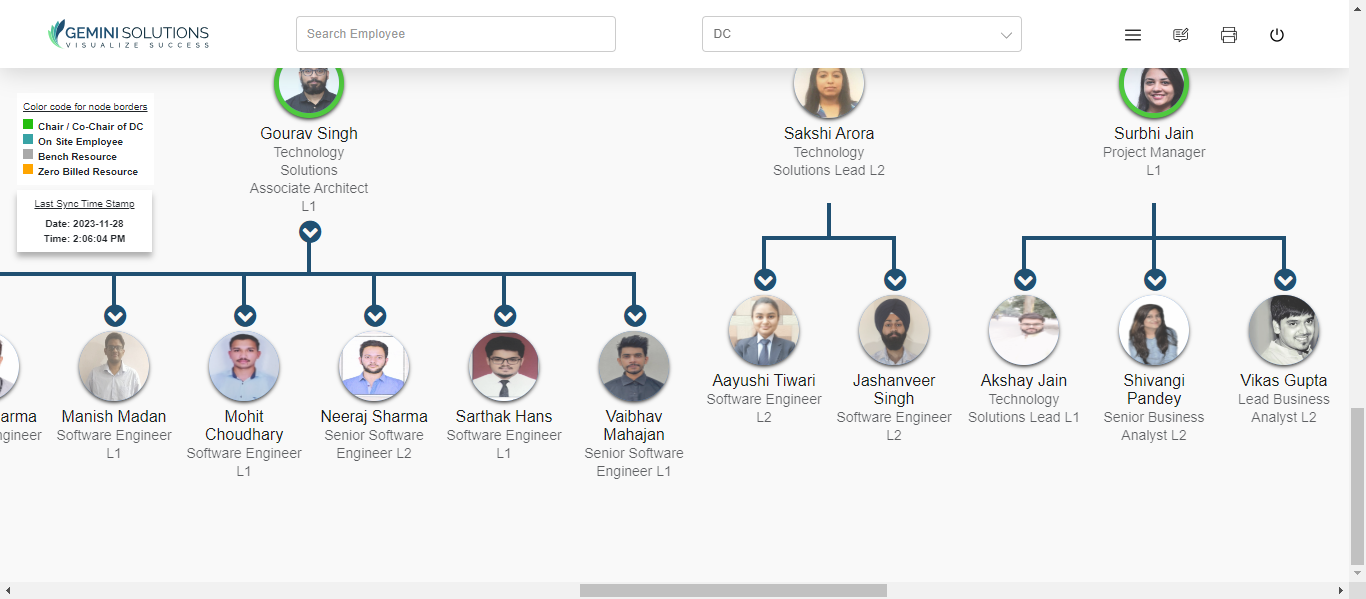 GEMINI SOLUTIONS
VISUALIZE SUCCESS
Search Employee
DC
Color code for node borders
Chair / Co-Chair of DC
On Site Employee
Bench Resource
Zero Billed Resource
Last Sync Time Stamp
Date: 2023-11-28
Time: 2:06:04 PM
Gourav Singh
Technology
Solutions
Associate Architect
L1
Sakshi Arora
Technology
Solutions Lead L2
Surbhi Jain
Project Manager
L1
arma
ngineer
Manish Madan
Software Engineer
L1
Mohit
Choudhary
Software Engineer
L1
Neeraj Sharma
Senior Software
Engineer L2
Sarthak Hans
Software Engineer
L1
Vaibhav
Mahajan
Senior Software
Engineer L1
Aayushi Tiwari
Software Engineer
L2
Jashanveer
Singh
Software Engineer
L2
Akshay Jain
Technology
Solutions Lead L1
Shivangi
Pandey
Senior Business
Analyst L2
Vikas Gupta
Lead Business
Analyst L2